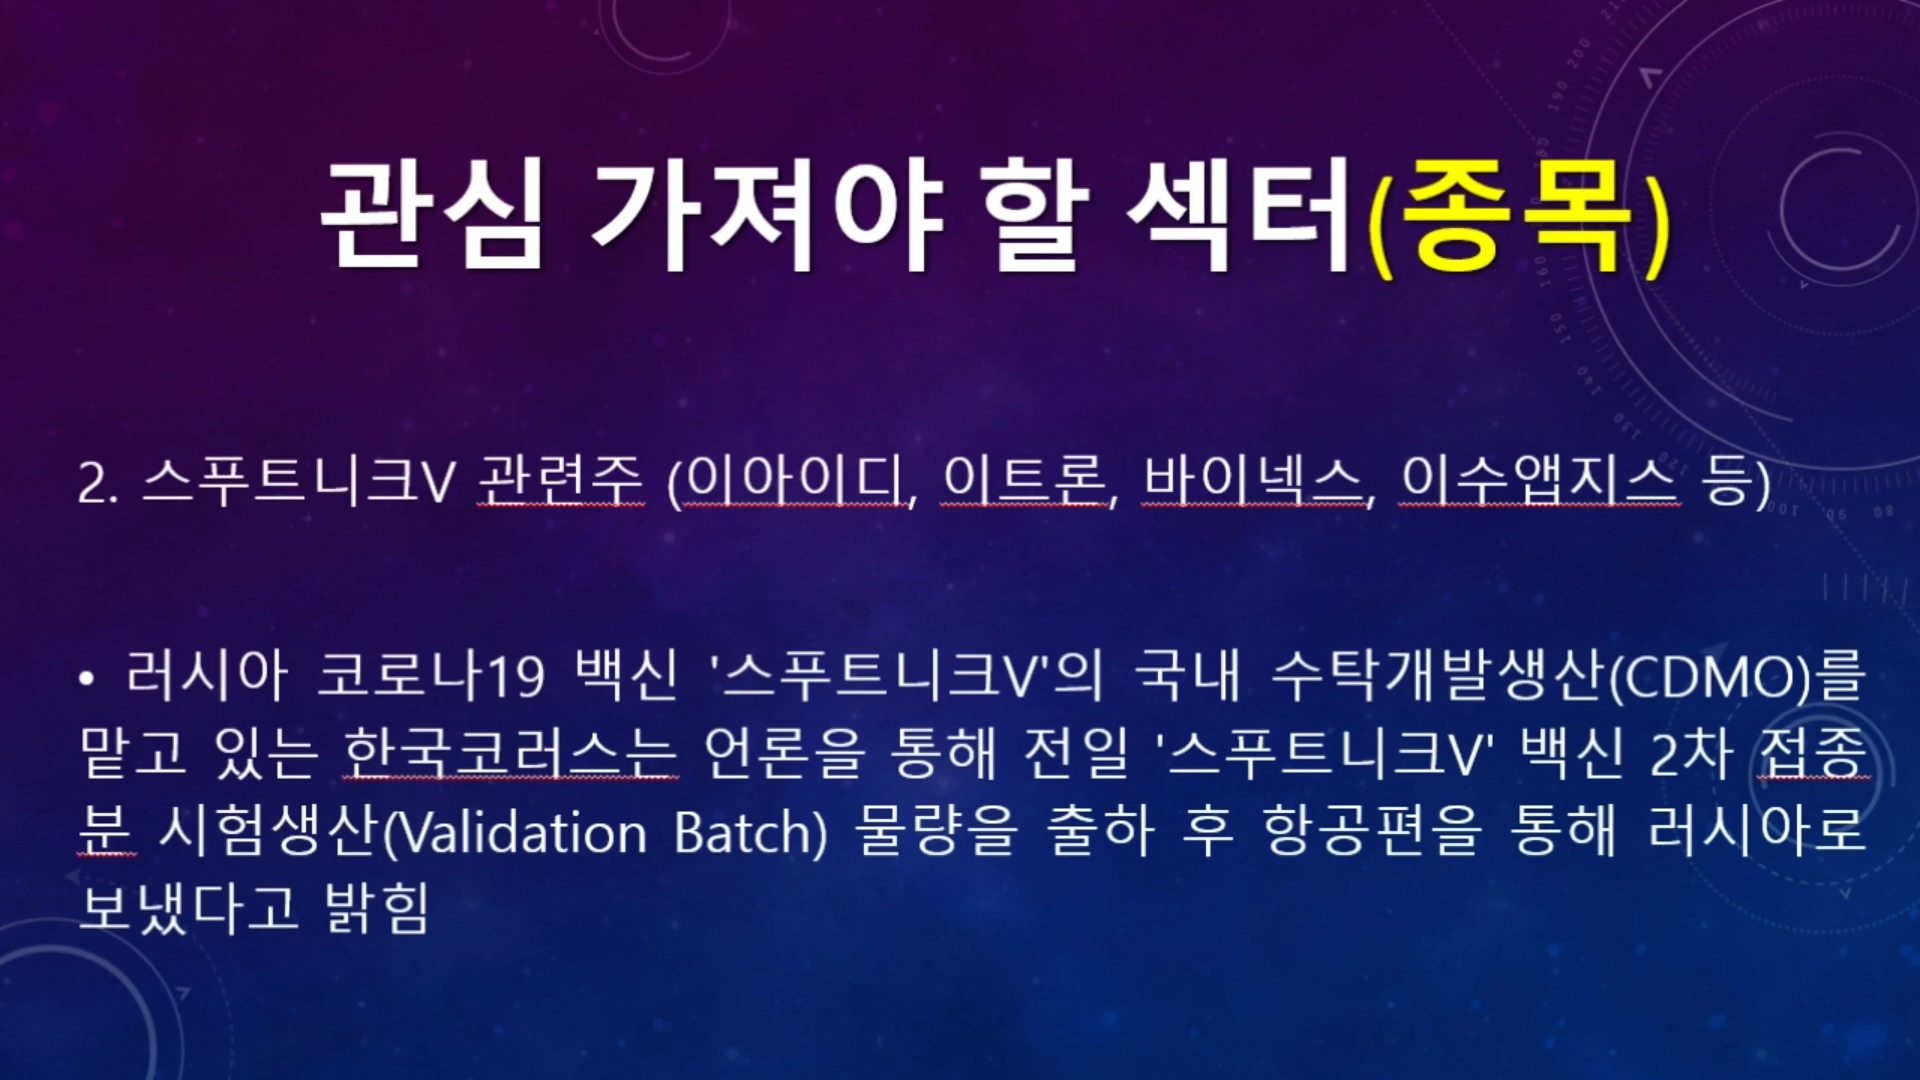 관심 가져야 할 섹터(종목)
2. 스푸트니크V 관련주 (이아이디, 이트론, 바이넥스, 이수앱지스 등)
• 러시아 코로나19 백신 '스푸트니크V'의 국내 수탁개발생산(CDMO)를
맡고 있는 한국코러스는 언론을 통해 전일 '스푸트니크V' 백신 2차 접종
분 시험생산(Validation Batch) 물량을 출하 후 항공편을 통해 러시아로
보냈다고 밝힘